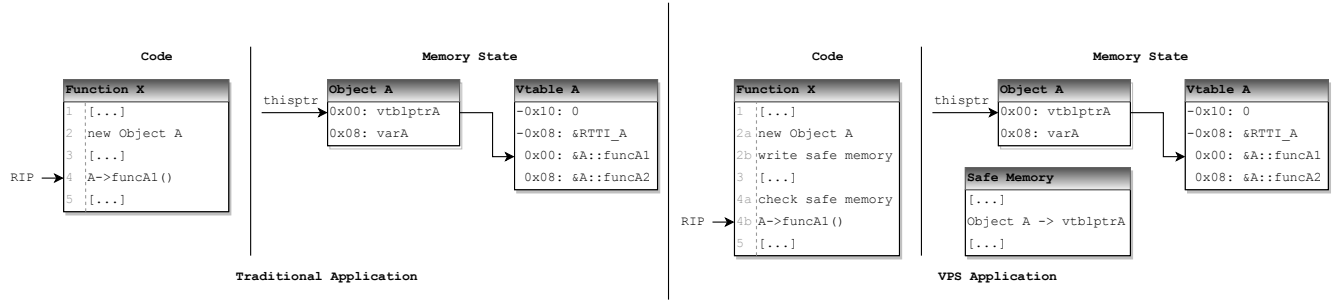 Code
Memory State
Function X
1 [...]
2 new Object A
3 [...]
RIP 4 A->funcA1()
5 [...]
thisptr
Object A
0x00: vtblptrA
0x08: varA
Vtable A
-0x10: 0
-0x08: &RTTI_A
0x00: &A::funcA1
0x08: &A::funcA2
Traditional Application
Code
Memory State
Function X
1 [...]
2a new Object A
2b write safe memory
3 [...]
4a check safe memory
RIP 4b A->funcA1()
5 [...]
thisptr
Object A
0x00: vtblptrA
0x08: varA
Vtable A
-0x10: 0
-0x08: &RTTI_A
0x00: &A::funcA1
0x08: &A::funcA2
Safe Memory
[...]
Object A -> vtblptrA
[...]
VPS Application